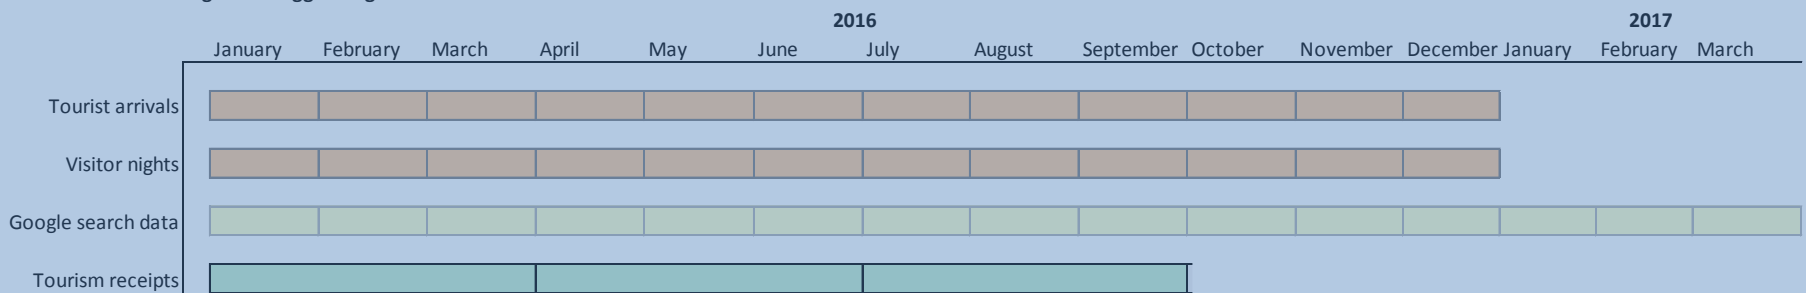 2016 2017
January February March April May June July August September October November December January February March
Tourist arrivals
Visitor nights
Google search data
Tourism receipts